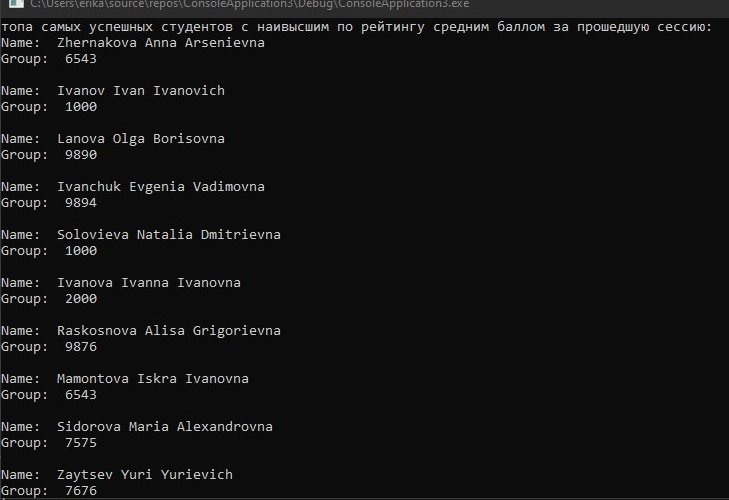 C:\Users\erika\source\repos\ConsoleApplication3\Debug\ConsoleApplication3.exe
топа самых успешных студентов с наивысшим по рейтингу средним баллом за прошедшую сессию:
Name:  Zhernakova Anna Arsenievna
Group:  6543
Name:  Ivanov Ivan Ivanovich
Group:  1000
Name:  Lanova Olga Borisovna
Group:  9890
Name:  Ivanchuk Evgenia Vadimovna
Group:  9894
Name:  Solovieva Natalia Dmitrievna
Group:  1000
Name:  Ivanova Ivanna Ivanovna
Group:  2000
Name:  Raskosnova Alisa Grigorievna
Group:  9876
Name:  Mamontova Iskra Ivanovna
Group:  6543
Name:  Sidorova Maria Alexandrovna
Group:  7575
Name:  Zaytsev Yuri Yurievich
Group:  7676